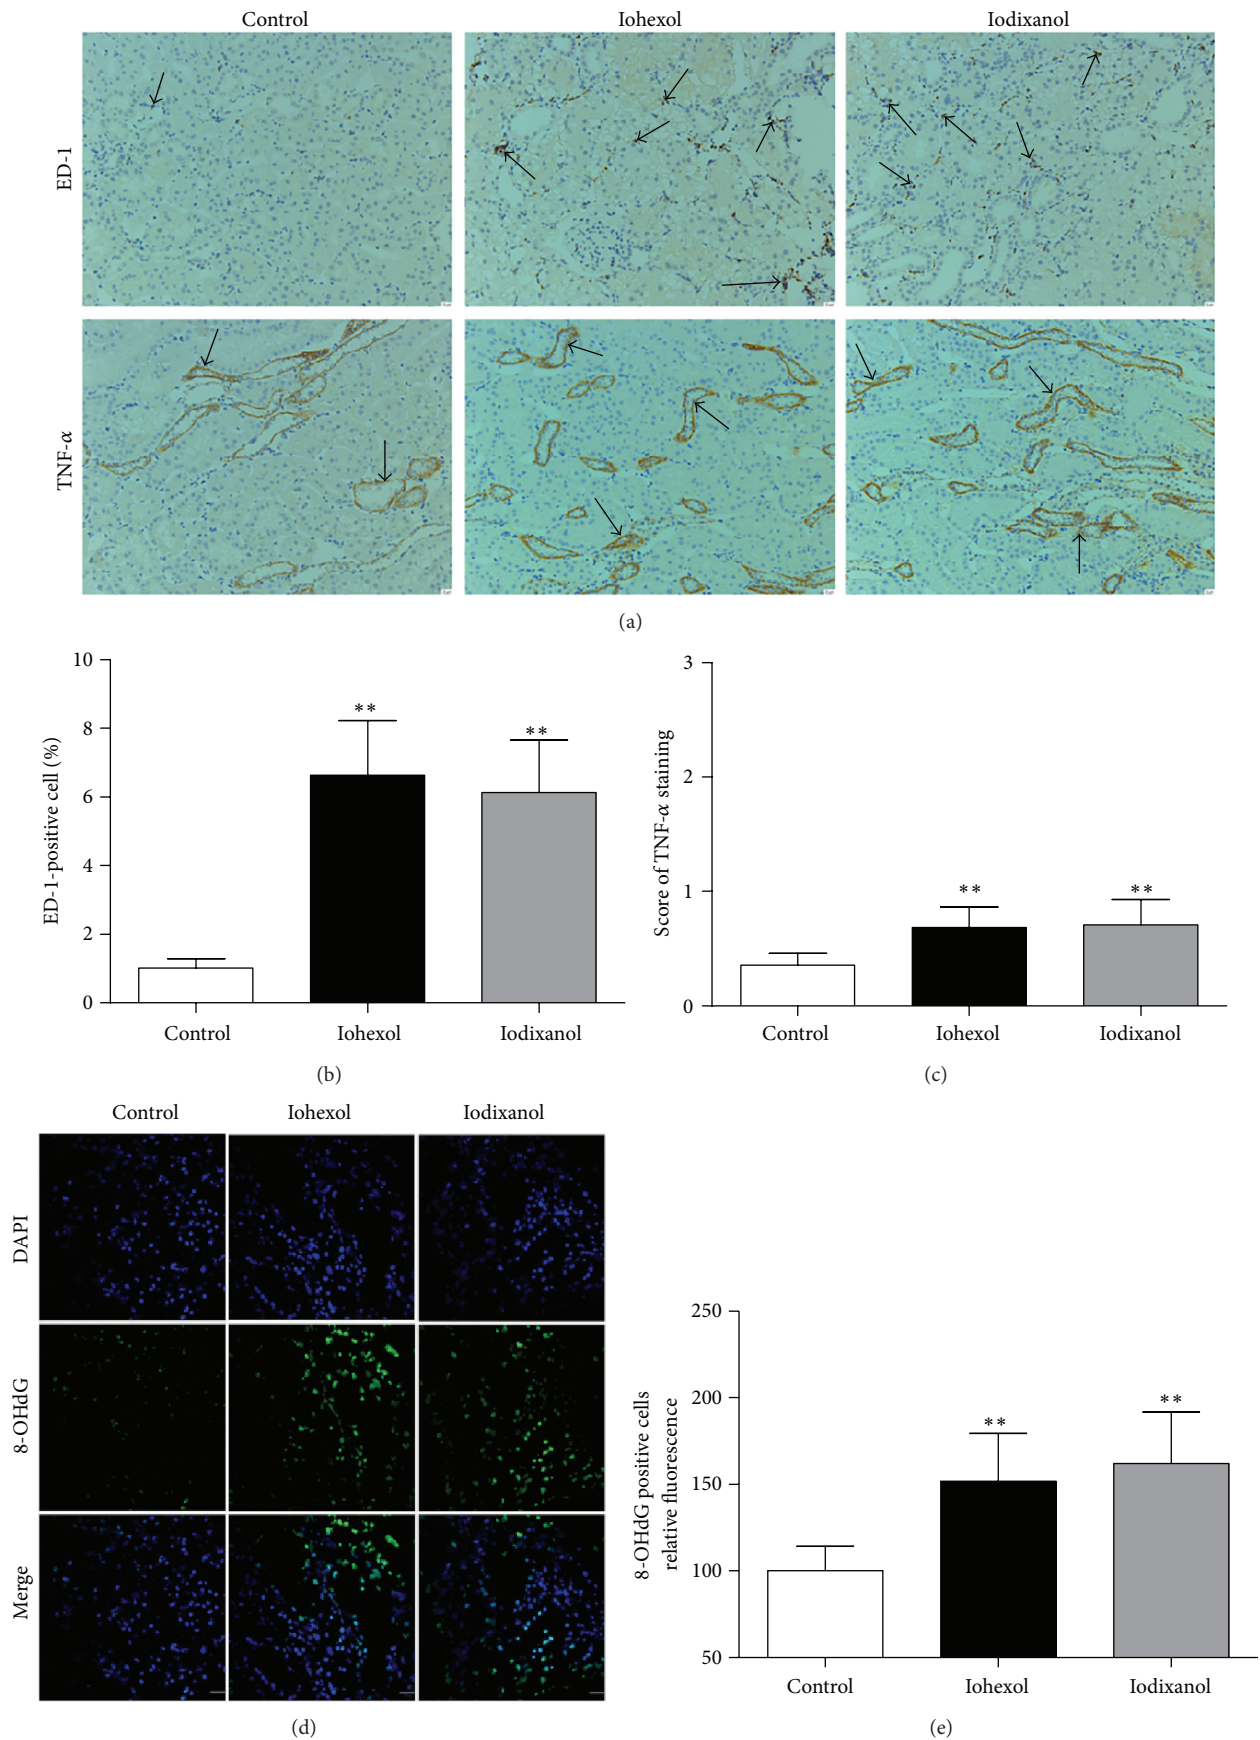 Control Iohexol Iodixanol
ED-1
TNF-α
(a)
10
8
6
4
2
0
ED-1-positive cell (%)
**
**
Control Iohexol Iodixanol
(b)
3
2
1
0
Score of TNF-α staining
**
**
Control Iohexol Iodixanol
(c)
Control Iohexol Iodixanol
DAPI
8-OHdG
Merge
(d)
250
200
150
100
50
8-OHdG positive cells
relative fluorescence
**
**
Control Iohexol Iodixanol
(e)